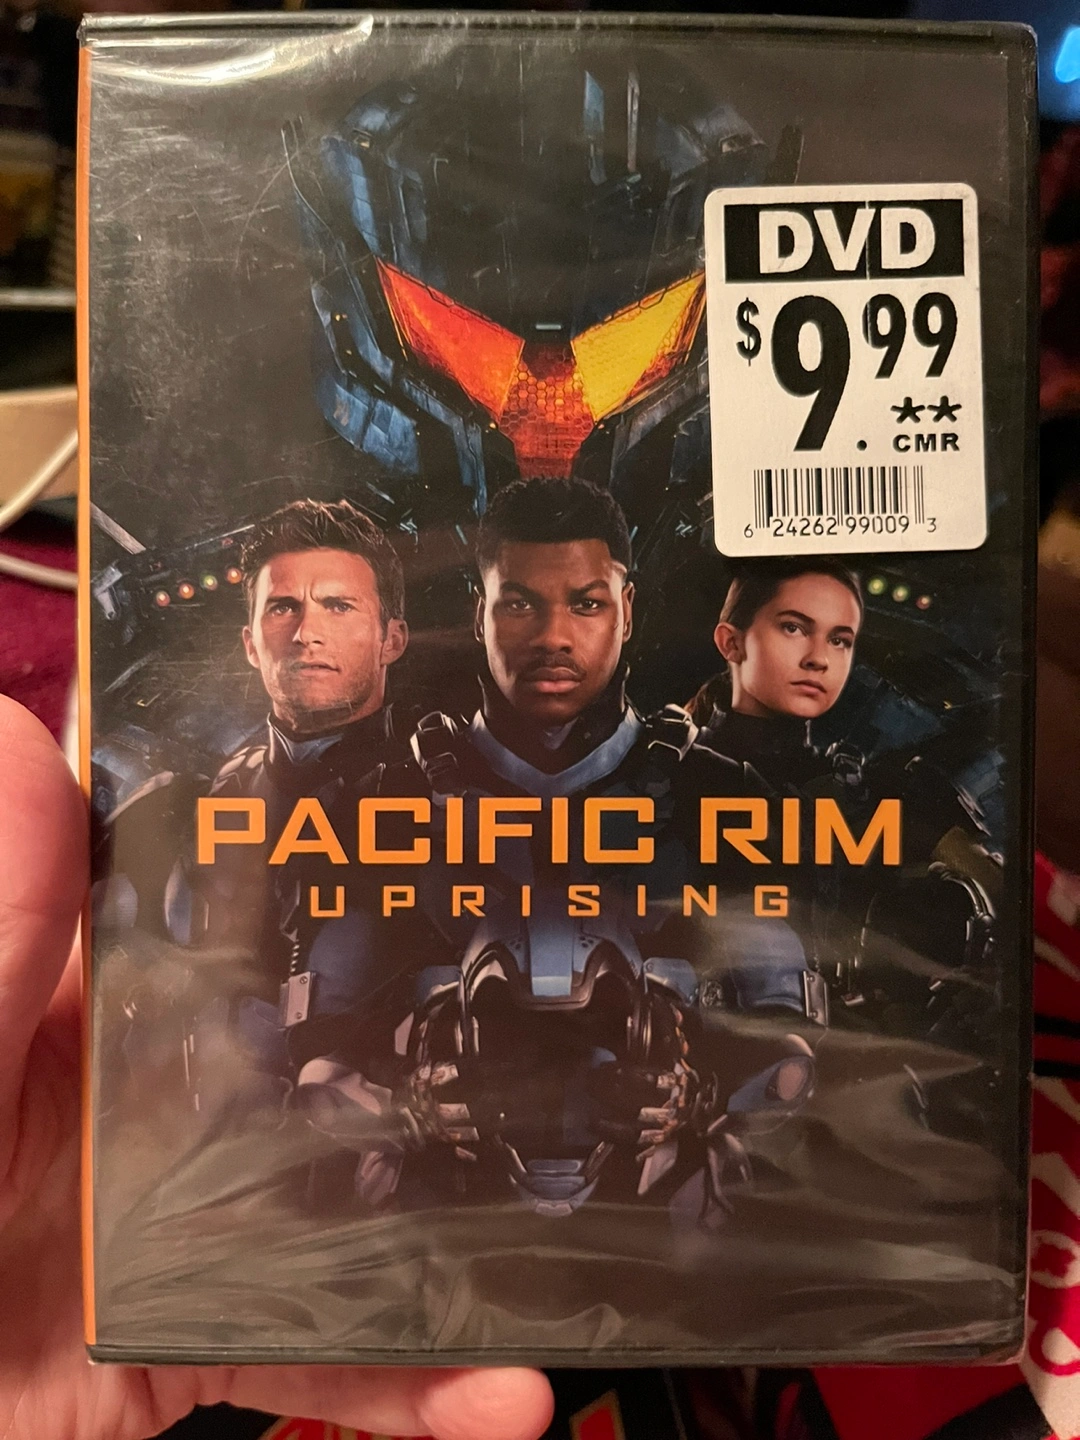 DVD
$9.99
**
CMR
6 24262 99009 3
PACIFIC RIM
UPRISING